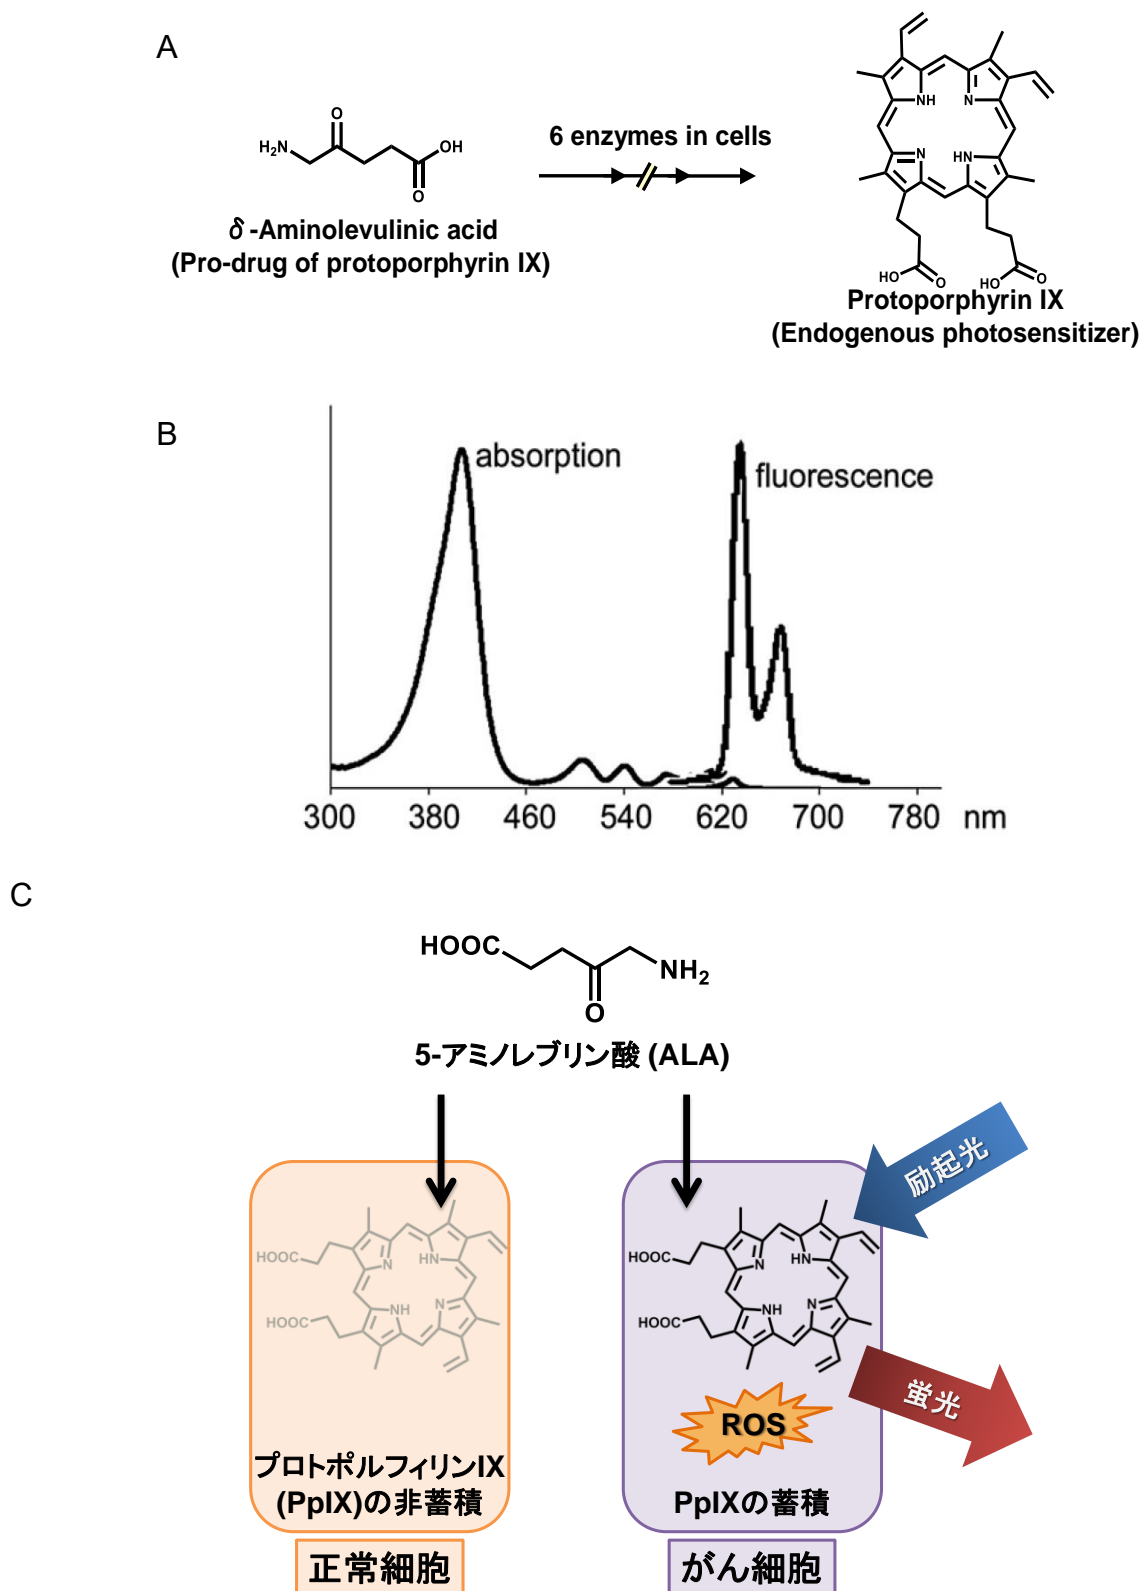 A
H₂N
O
OH
O
δ-Aminolevulinic acid
(Pro-drug of protoporphyrin IX)
6 enzymes in cells
NH
N
N
HN
HO
O
HO
O
Protoporphyrin IX
(Endogenous photosensitizer)
B
absorption
fluorescence
300 380 460 540 620 700 780 nm
C
HOOC
NH₂
O
5-アミノレブリン酸 (ALA)
励起光
HOOC
N
HN
HOOC
NH
N
プロトポルフィリンIX
(PpIX)の非蓄積
正常細胞
HOOC
N
HN
HOOC
NH
N
蛍光
ROS
PpIXの蓄積
がん細胞